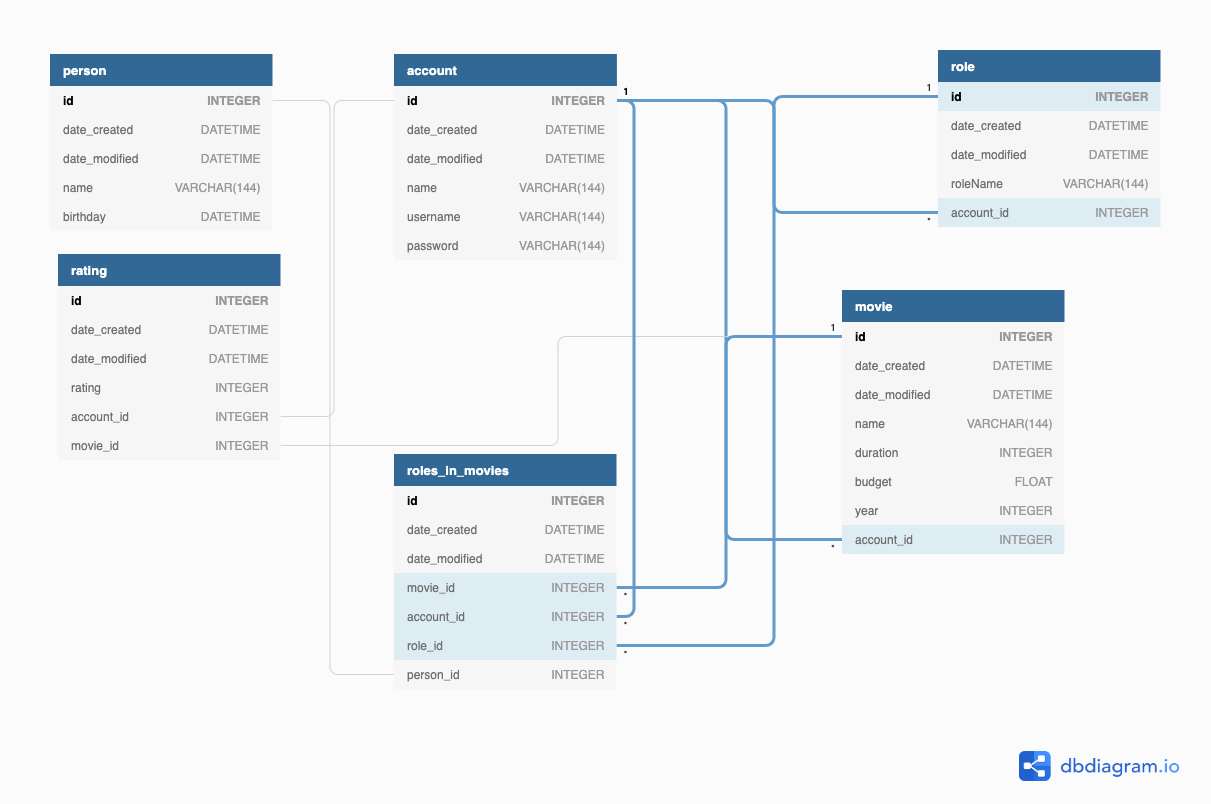 person
id INTEGER
date_created DATETIME
date_modified DATETIME
name VARCHAR(144)
birthday DATETIME
rating
id INTEGER
date_created DATETIME
date_modified DATETIME
rating INTEGER
account_id INTEGER
movie_id INTEGER
account
id INTEGER
date_created DATETIME
date_modified DATETIME
name VARCHAR(144)
username VARCHAR(144)
password VARCHAR(144)
1
roles_in_movies
id INTEGER
date_created DATETIME
date_modified DATETIME
movie_id INTEGER
*
account_id INTEGER
*
role_id INTEGER
*
person_id INTEGER
role
1
id INTEGER
date_created DATETIME
date_modified DATETIME
roleName VARCHAR(144)
account_id INTEGER
*
movie
1
id INTEGER
date_created DATETIME
date_modified DATETIME
name VARCHAR(144)
duration INTEGER
budget FLOAT
year INTEGER
account_id INTEGER
*
dbdiagram.io